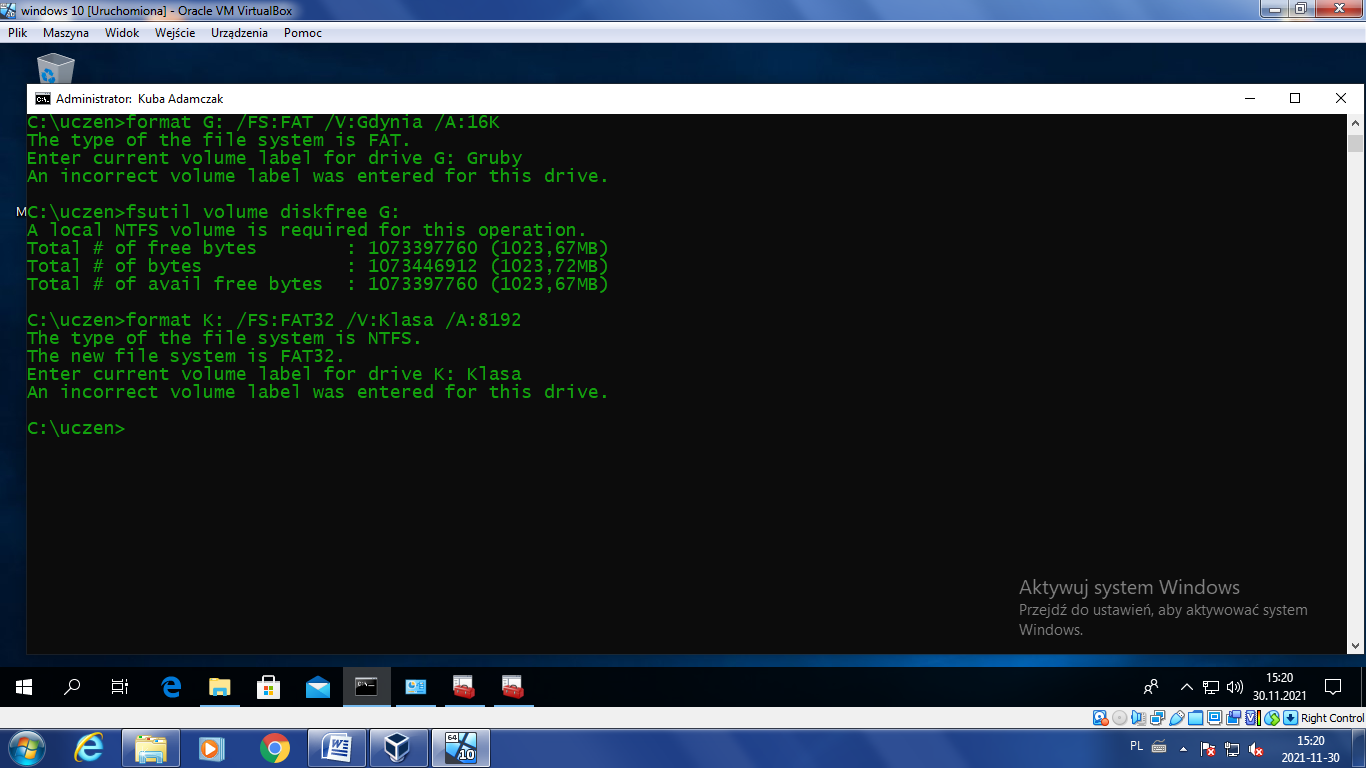 windows 10 [Uruchomiona] - Oracle VM VirtualBox
Plik Maszyna Widok Wejście Urządzenia Pomoc
Administrator: Kuba Adamczak
C:\uczen>format G: /FS:FAT /V:Gdynia /A:16K
The type of the file system is FAT.
Enter current volume label for drive G: Gruby
An incorrect volume label was entered for this drive.
M
C:\uczen>fsutil volume diskfree G:
A local NTFS volume is required for this operation.
Total # of free bytes : 1073397760 (1023,67MB)
Total # of bytes : 1073446912 (1023,72MB)
Total # of avail free bytes : 1073397760 (1023,67MB)
C:\uczen>format K: /FS:FAT32 /V:Klasa /A:8192
The type of the file system is NTFS.
The new file system is FAT32.
Enter current volume label for drive K: Klasa
An incorrect volume label was entered for this drive.
C:\uczen>
Aktywuj system Windows
Przejdź do ustawień, aby aktywować system
Windows.
15:20
30.11.2021
Right Control
64
10
PL
15:20
2021-11-30